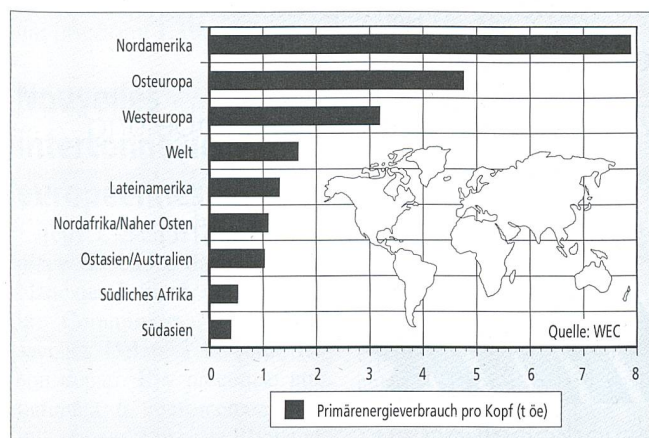 Nordamerika
Osteuropa
Westeuropa
Welt
Lateinamerika
Nordafrika/Naher Osten
Ostasien/Australien
Südliches Afrika
Südasien
Quelle: WEC
0 1 2 3 4 5 6 7 8
Primärenergieverbrauch pro Kopf (t öe)